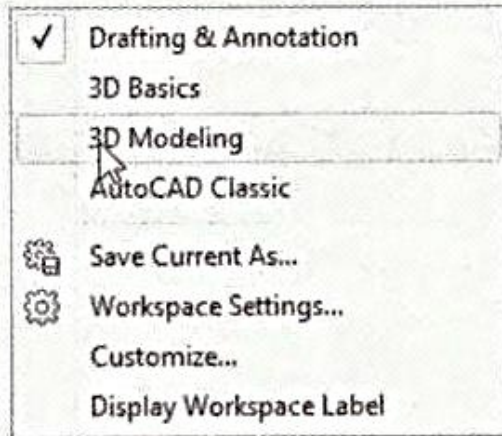 Drafting & Annotation
3D Basics
3D Modeling
AutoCAD Classic
Save Current As...
Workspace Settings...
Customize...
Display Workspace Label